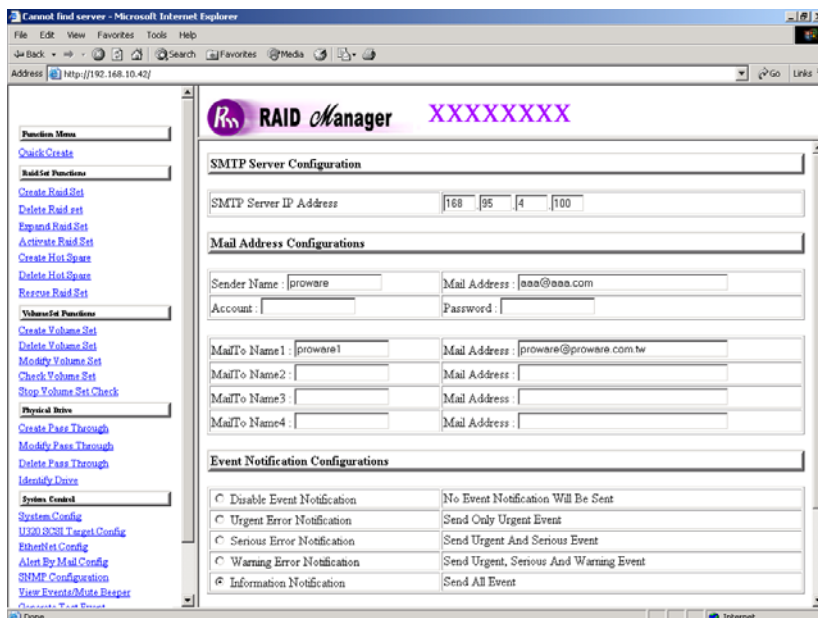 Cannot find server - Microsoft Internet Explorer
File Edit View Favorites Tools Help
Back Search Favorites Media
Address http://192.168.10.42/ Go Links
Function Menu
Quick Create
Raid Set Functions
Create Raid Set
Delete Raid set
Expand Raid Set
Activate Raid Set
Create Hot Spare
Delete Hot Spare
Rescue Raid Set
Volume Set Functions
Create Volume Set
Delete Volume Set
Modify Volume Set
Check Volume Set
Stop Volume Set Check
Physical Drive
Create Pass Through
Modify Pass Through
Delete Pass Through
Identify Drive
System Control
System Config
U320 SCSI Target Config
EtherNet Config
Alert By Mail Config
SNMP Configuration
View Events/Mute Beeper
Generate Test Event
Rm RAID Manager XXXXXXXX
SMTP Server Configuration
SMTP Server IP Address 168 .95 .4 .100
Mail Address Configurations
Sender Name : proware Mail Address : aaa@aaa.com
Account : Password :
MailTo Name1 : proware1 Mail Address : proware@proware.com.tw
MailTo Name2 : Mail Address :
MailTo Name3 : Mail Address :
MailTo Name4 : Mail Address :
Event Notification Configurations
Disable Event Notification No Event Notification Will Be Sent
Urgent Error Notification Send Only Urgent Event
Serious Error Notification Send Urgent And Serious Event
Warning Error Notification Send Urgent, Serious And Warning Event
Information Notification Send All Event
Done Internet